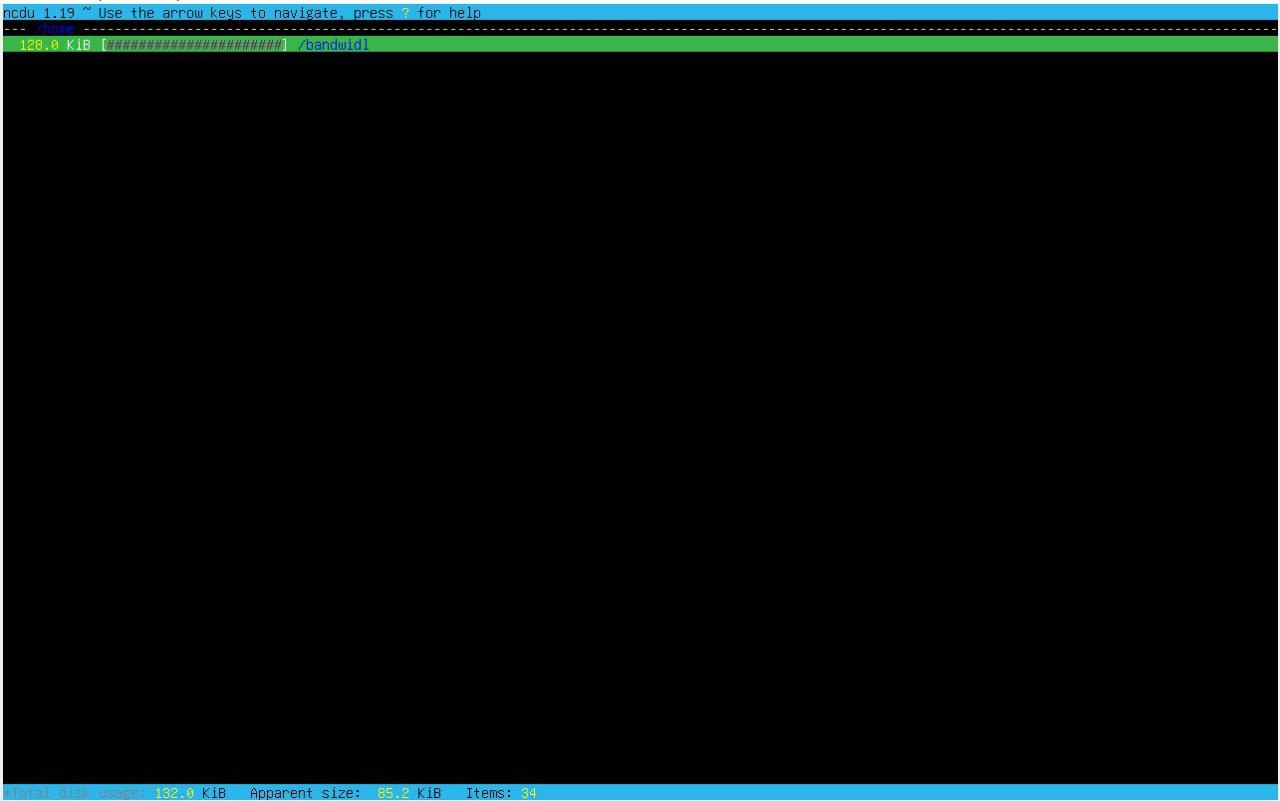 ncdu 1.19 ~ Use the arrow keys to navigate, press ? for help
--- /home ----------------------------------------------------------------------------------------------------------------------------------------------------
128.0 KiB [######################] /bandwidl
*Total disk usage: 132.0 KiB   Apparent size:  85.2 KiB   Items: 34